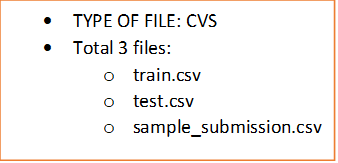 • TYPE OF FILE: CVS
• Total 3 files:
o train.csv
o test.csv
o sample_submission.csv